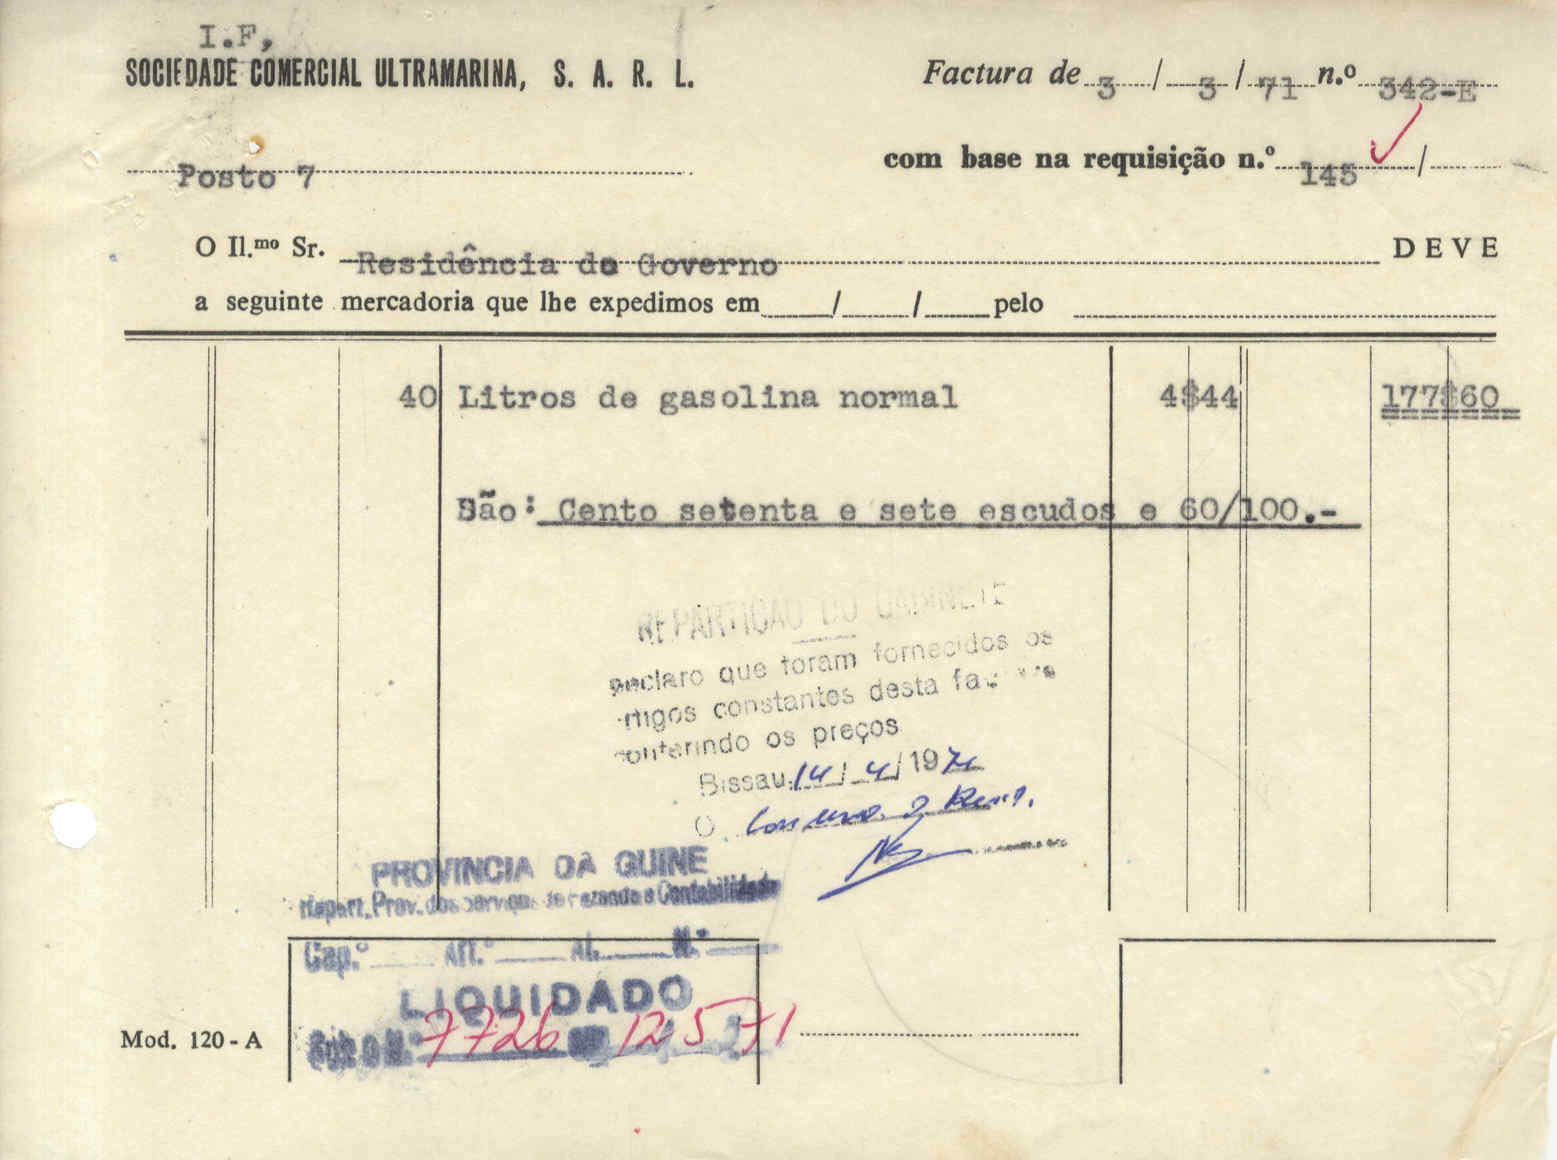 I.F,
SOCIEDADE COMERCIAL ULTRAMARINA, S. A. R. L.
Factura de 3 / 3 / 71 n.º 342-E
com base na requisição n.º 145 /
Posto 7
O Il.mo Sr. Residência do Governo DEVE
a seguinte mercadoria que lhe expedimos em / / pelo
40 Litros de gasolina normal 4$44 177$60
São: Cento setenta e sete escudos e 60/100.-
REPARTIÇÃO DO GABINETE
Declaro que foram fornecidos os
artigos constantes desta factura
conferindo os preços
Bissau, 14/4/1971
O
PROVINCIA DA GUINÉ
Repart. Prov. dos Serviços de Fazenda e Contabilidade
Cap.º Art.º Al. N.º
LIQUIDADO
7726 12 5 71
Mod. 120-A